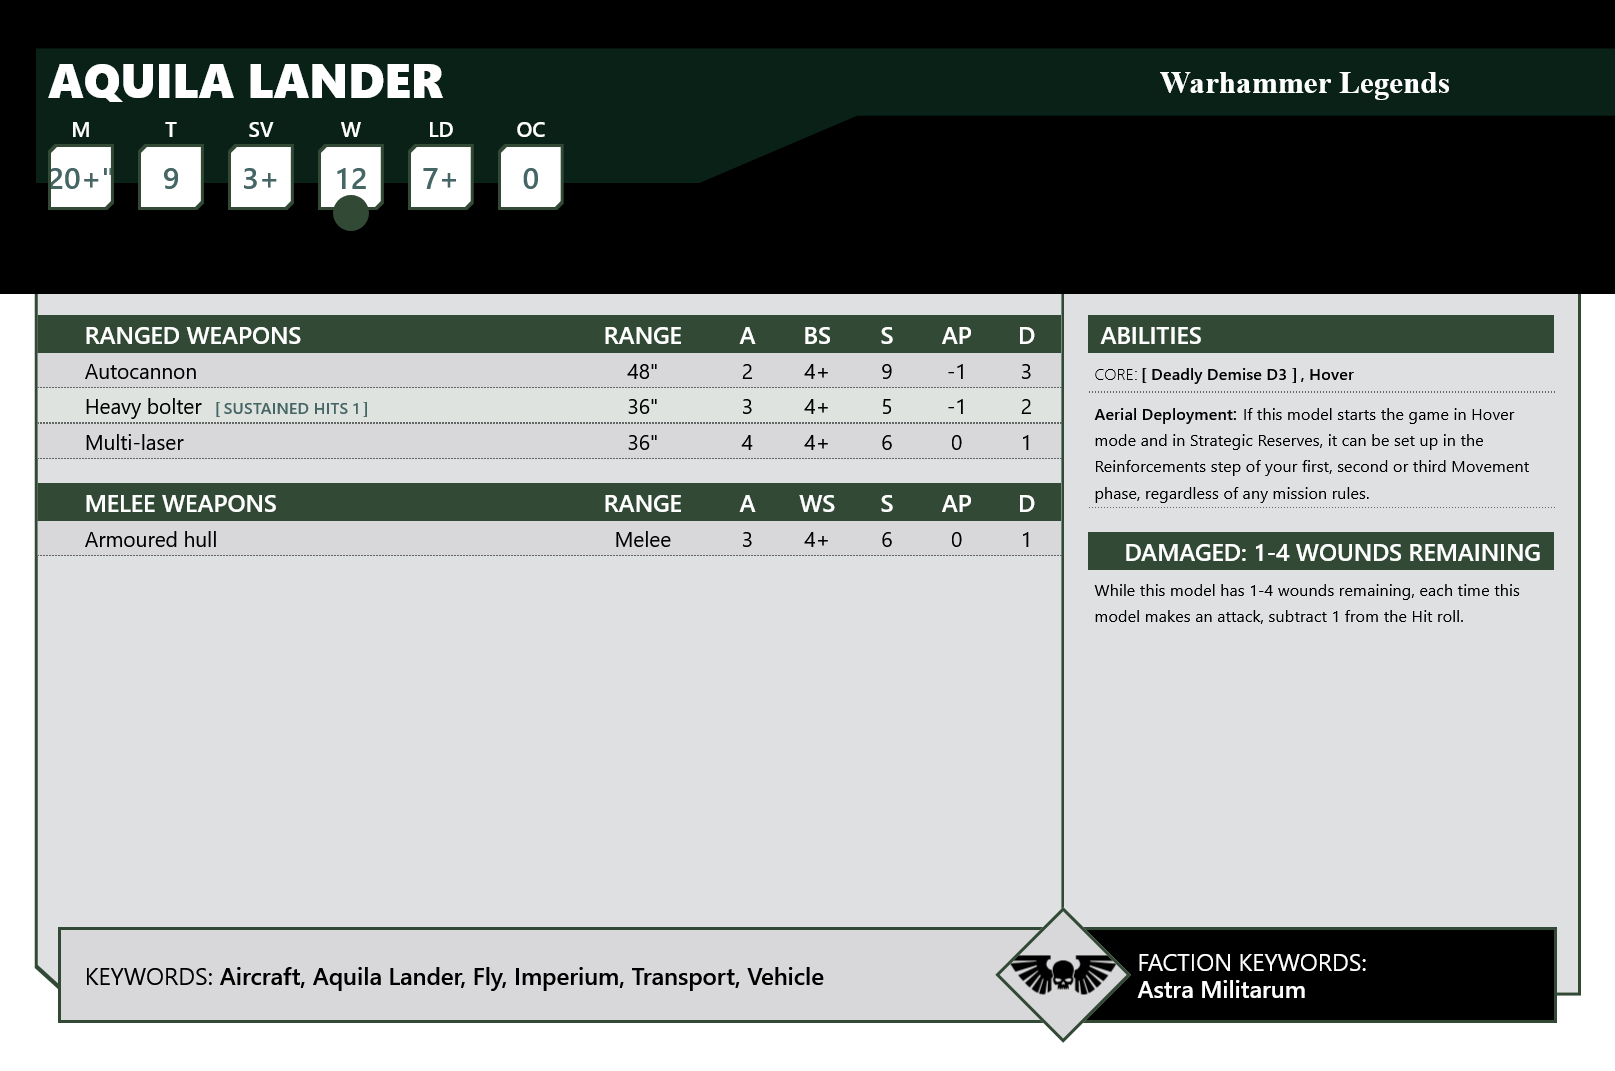 AQUILA LANDER
Warhammer Legends
M T SV W LD OC
20+" 9 3+ 12 7+ 0
RANGED WEAPONS RANGE A BS S AP D
Autocannon 48" 2 4+ 9 -1 3
Heavy bolter [ SUSTAINED HITS 1 ] 36" 3 4+ 5 -1 2
Multi-laser 36" 4 4+ 6 0 1
MELEE WEAPONS RANGE A WS S AP D
Armoured hull Melee 3 4+ 6 0 1
ABILITIES
CORE: [ Deadly Demise D3 ] , Hover
Aerial Deployment: If this model starts the game in Hover
mode and in Strategic Reserves, it can be set up in the
Reinforcements step of your first, second or third Movement
phase, regardless of any mission rules.
DAMAGED: 1-4 WOUNDS REMAINING
While this model has 1-4 wounds remaining, each time this
model makes an attack, subtract 1 from the Hit roll.
KEYWORDS: Aircraft, Aquila Lander, Fly, Imperium, Transport, Vehicle
FACTION KEYWORDS:
Astra Militarum